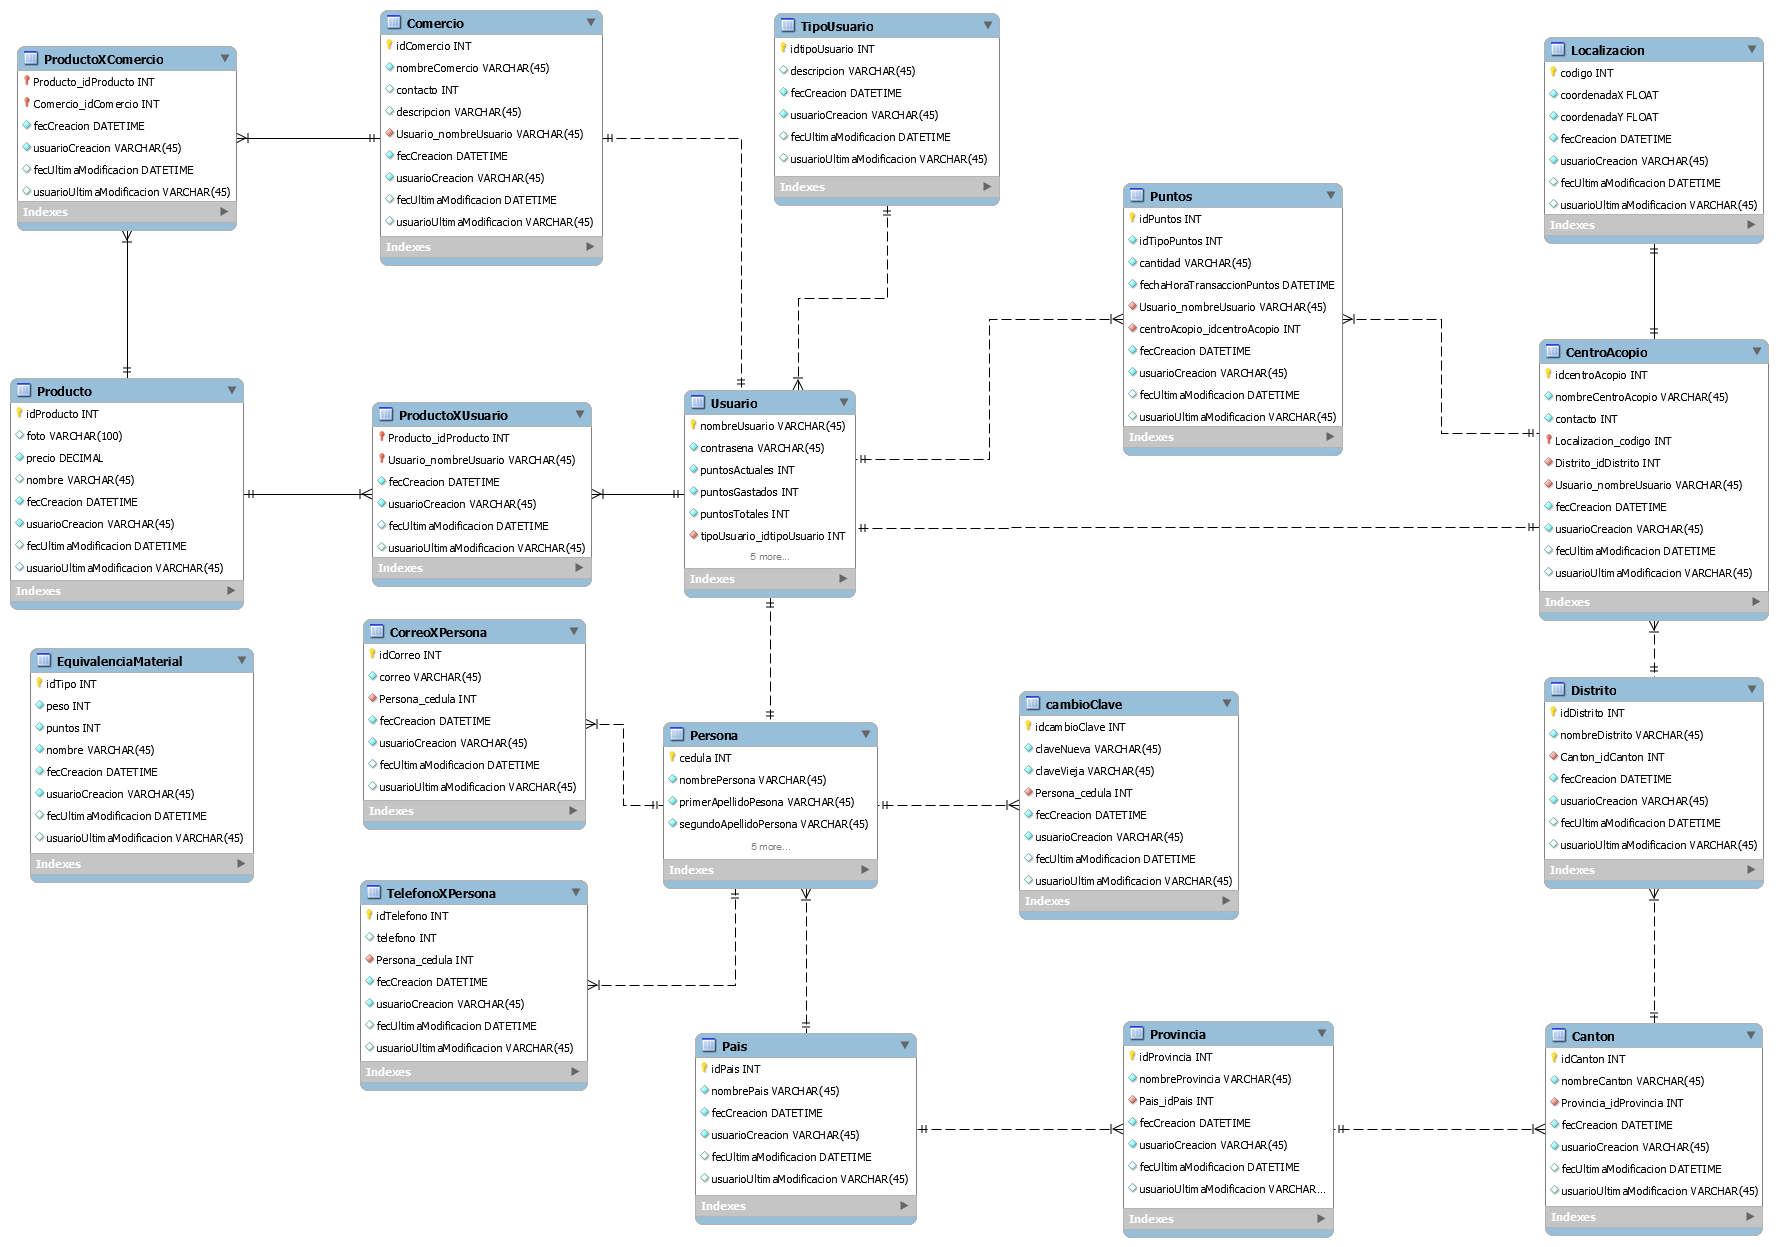 ProductoXComercio
Producto_idProducto INT
Comercio_idComercio INT
fecCreacion DATETIME
usuarioCreacion VARCHAR(45)
fecUltimaModificacion DATETIME
usuarioUltimaModificacion VARCHAR(45)
Indexes
Comercio
idComercio INT
nombreComercio VARCHAR(45)
contacto INT
descripcion VARCHAR(45)
Usuario_nombreUsuario VARCHAR(45)
fecCreacion DATETIME
usuarioCreacion VARCHAR(45)
fecUltimaModificacion DATETIME
usuarioUltimaModificacion VARCHAR(45)
Indexes
TipoUsuario
idtipoUsuario INT
descripcion VARCHAR(45)
fecCreacion DATETIME
usuarioCreacion VARCHAR(45)
fecUltimaModificacion DATETIME
usuarioUltimaModificacion VARCHAR(45)
Indexes
Puntos
idPuntos INT
idTipoPuntos INT
cantidad VARCHAR(45)
fechaHoraTransaccionPuntos DATETIME
Usuario_nombreUsuario VARCHAR(45)
centroAcopio_idcentroAcopio INT
fecCreacion DATETIME
usuarioCreacion VARCHAR(45)
fecUltimaModificacion DATETIME
usuarioUltimaModificacion VARCHAR(45)
Indexes
Localizacion
codigo INT
coordenadaX FLOAT
coordenadaY FLOAT
fecCreacion DATETIME
usuarioCreacion VARCHAR(45)
fecUltimaModificacion DATETIME
usuarioUltimaModificacion VARCHAR(45)
Indexes
Producto
idProducto INT
foto VARCHAR(100)
precio DECIMAL
nombre VARCHAR(45)
fecCreacion DATETIME
usuarioCreacion VARCHAR(45)
fecUltimaModificacion DATETIME
usuarioUltimaModificacion VARCHAR(45)
Indexes
ProductoXUsuario
Producto_idProducto INT
Usuario_nombreUsuario VARCHAR(45)
fecCreacion DATETIME
usuarioCreacion VARCHAR(45)
fecUltimaModificacion DATETIME
usuarioUltimaModificacion VARCHAR(45)
Indexes
Usuario
nombreUsuario VARCHAR(45)
contrasena VARCHAR(45)
puntosActuales INT
puntosGastados INT
puntosTotales INT
tipoUsuario_idtipoUsuario INT
5 more...
Indexes
CentroAcopio
idcentroAcopio INT
nombreCentroAcopio VARCHAR(45)
contacto INT
Localizacion_codigo INT
Distrito_idDistrito INT
Usuario_nombreUsuario VARCHAR(45)
fecCreacion DATETIME
usuarioCreacion VARCHAR(45)
fecUltimaModificacion DATETIME
usuarioUltimaModificacion VARCHAR(45)
Indexes
EquivalenciaMaterial
idTipo INT
peso INT
puntos INT
nombre VARCHAR(45)
fecCreacion DATETIME
usuarioCreacion VARCHAR(45)
fecUltimaModificacion DATETIME
usuarioUltimaModificacion VARCHAR(45)
Indexes
CorreoXPersona
idCorreo INT
correo VARCHAR(45)
Persona_cedula INT
fecCreacion DATETIME
usuarioCreacion VARCHAR(45)
fecUltimaModificacion DATETIME
usuarioUltimaModificacion VARCHAR(45)
Indexes
Persona
cedula INT
nombrePersona VARCHAR(45)
primerApellidoPesona VARCHAR(45)
segundoApellidoPersona VARCHAR(45)
5 more...
Indexes
cambioClave
idcambioClave INT
claveNueva VARCHAR(45)
claveVieja VARCHAR(45)
Persona_cedula INT
fecCreacion DATETIME
usuarioCreacion VARCHAR(45)
fecUltimaModificacion DATETIME
usuarioUltimaModificacion VARCHAR(45)
Indexes
Distrito
idDistrito INT
nombreDistrito VARCHAR(45)
Canton_idCanton INT
fecCreacion DATETIME
usuarioCreacion VARCHAR(45)
fecUltimaModificacion DATETIME
usuarioUltimaModificacion VARCHAR(45)
Indexes
TelefonoXPersona
idTelefono INT
telefono INT
Persona_cedula INT
fecCreacion DATETIME
usuarioCreacion VARCHAR(45)
fecUltimaModificacion DATETIME
usuarioUltimaModificacion VARCHAR(45)
Indexes
Pais
idPais INT
nombrePais VARCHAR(45)
fecCreacion DATETIME
usuarioCreacion VARCHAR(45)
fecUltimaModificacion DATETIME
usuarioUltimaModificacion VARCHAR(45)
Indexes
Provincia
idProvincia INT
nombreProvincia VARCHAR(45)
Pais_idPais INT
fecCreacion DATETIME
usuarioCreacion VARCHAR(45)
fecUltimaModificacion DATETIME
usuarioUltimaModificacion VARCHAR...
Indexes
Canton
idCanton INT
nombreCanton VARCHAR(45)
Provincia_idProvincia INT
fecCreacion DATETIME
usuarioCreacion VARCHAR(45)
fecUltimaModificacion DATETIME
usuarioUltimaModificacion VARCHAR(45)
Indexes